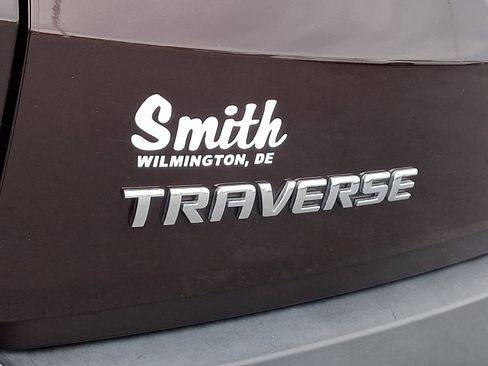 Smith
WILMINGTON, DE
TRAVERSE